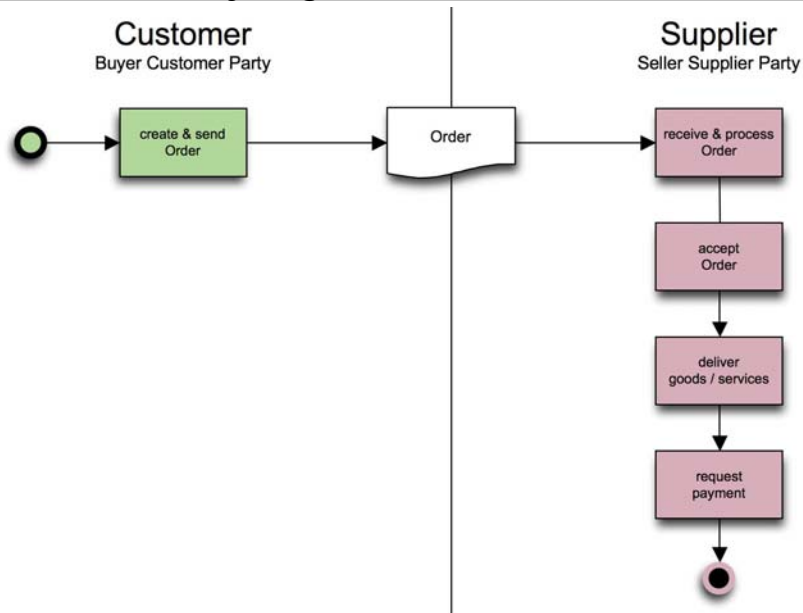 Customer
Buyer Customer Party
Supplier
Seller Supplier Party
create & send
Order
Order
receive & process
Order
accept
Order
deliver
goods / services
request
payment